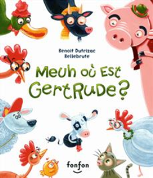 Benoit Dutrizac
Bellebrute
Meuh où est
GertRude?
fonfon